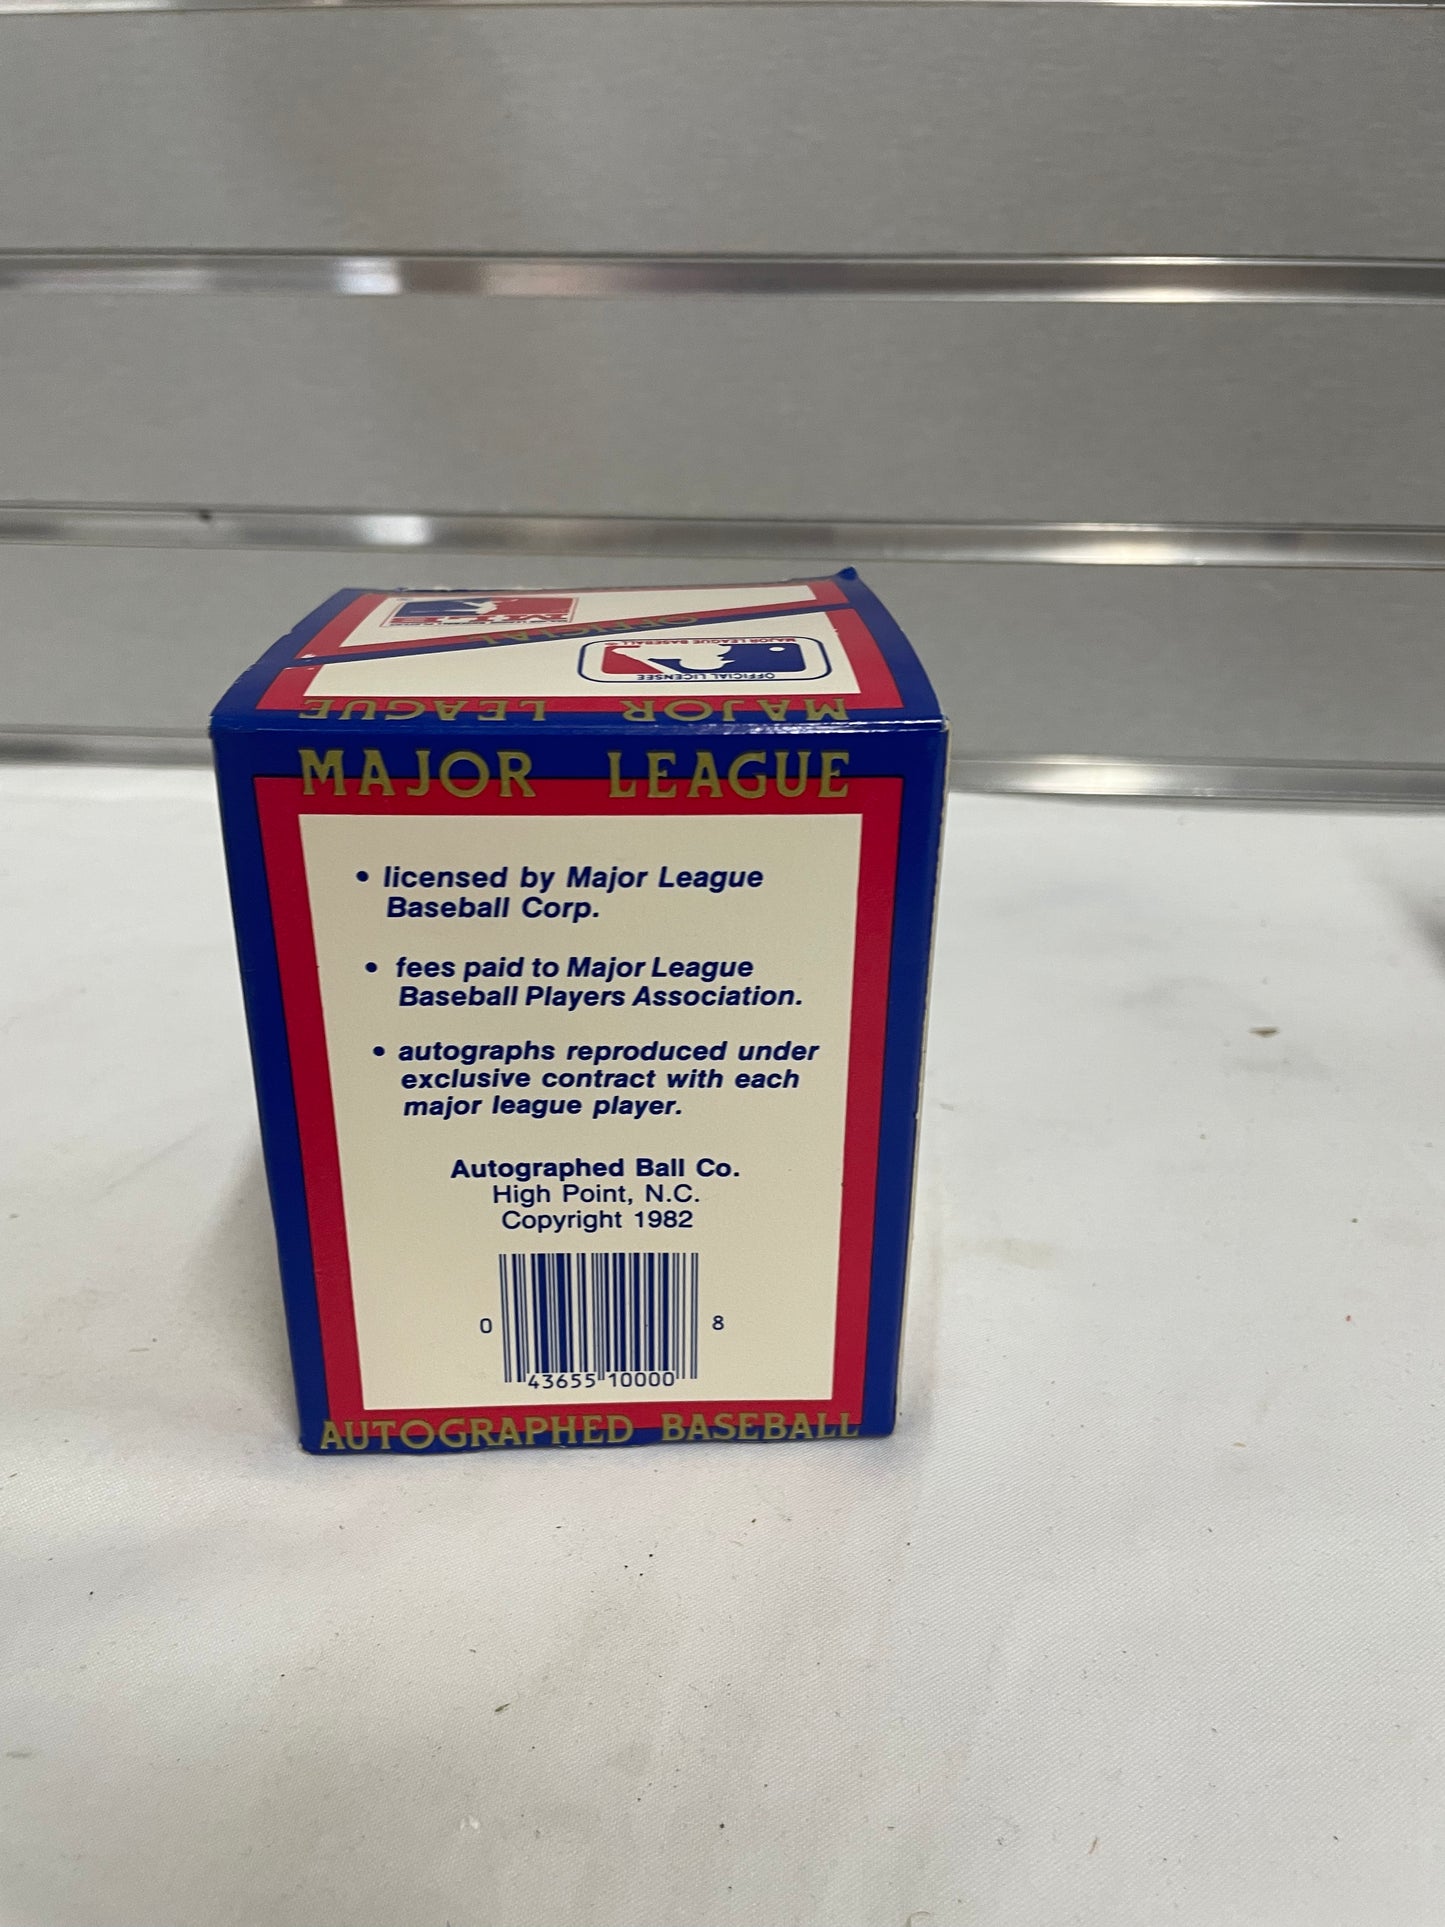 OFFICIAL
MAJOR LEAGUE BASEBALL
OFFICIAL LICENSEE
MAJOR LEAGUE
MAJOR LEAGUE
• licensed by Major League
Baseball Corp.
• fees paid to Major League
Baseball Players Association.
• autographs reproduced under
exclusive contract with each
major league player.
Autographed Ball Co.
High Point, N.C.
Copyright 1982
0 43655 10000 8
AUTOGRAPHED BASEBALL